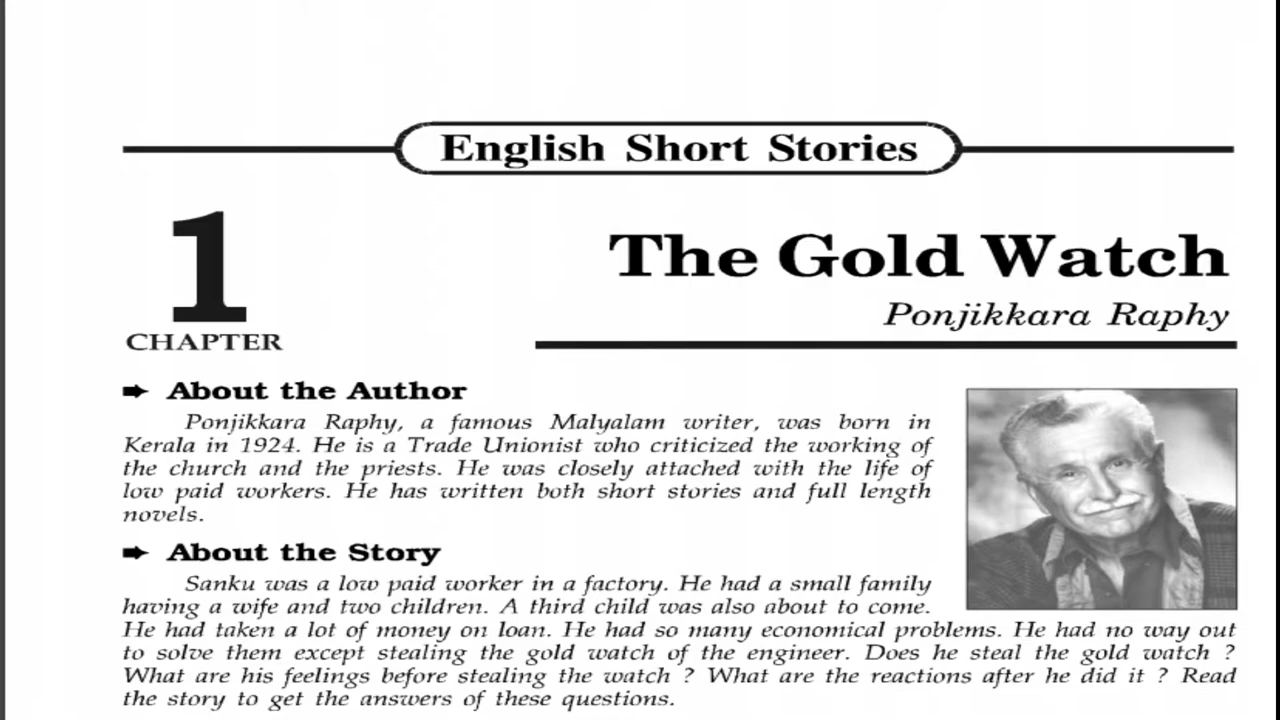 English Short Stories
1
CHAPTER
The Gold Watch
Ponjikkara Raphy
➨ About the Author
Ponjikkara Raphy, a famous Malyalam writer, was born in
Kerala in 1924. He is a Trade Unionist who criticized the working of
the church and the priests. He was closely attached with the life of
low paid workers. He has written both short stories and full length
novels.
➨ About the Story
Sanku was a low paid worker in a factory. He had a small family
having a wife and two children. A third child was also about to come.
He had taken a lot of money on loan. He had so many economical problems. He had no way out
to solve them except stealing the gold watch of the engineer. Does he steal the gold watch ?
What are his feelings before stealing the watch ? What are the reactions after he did it ? Read
the story to get the answers of these questions.